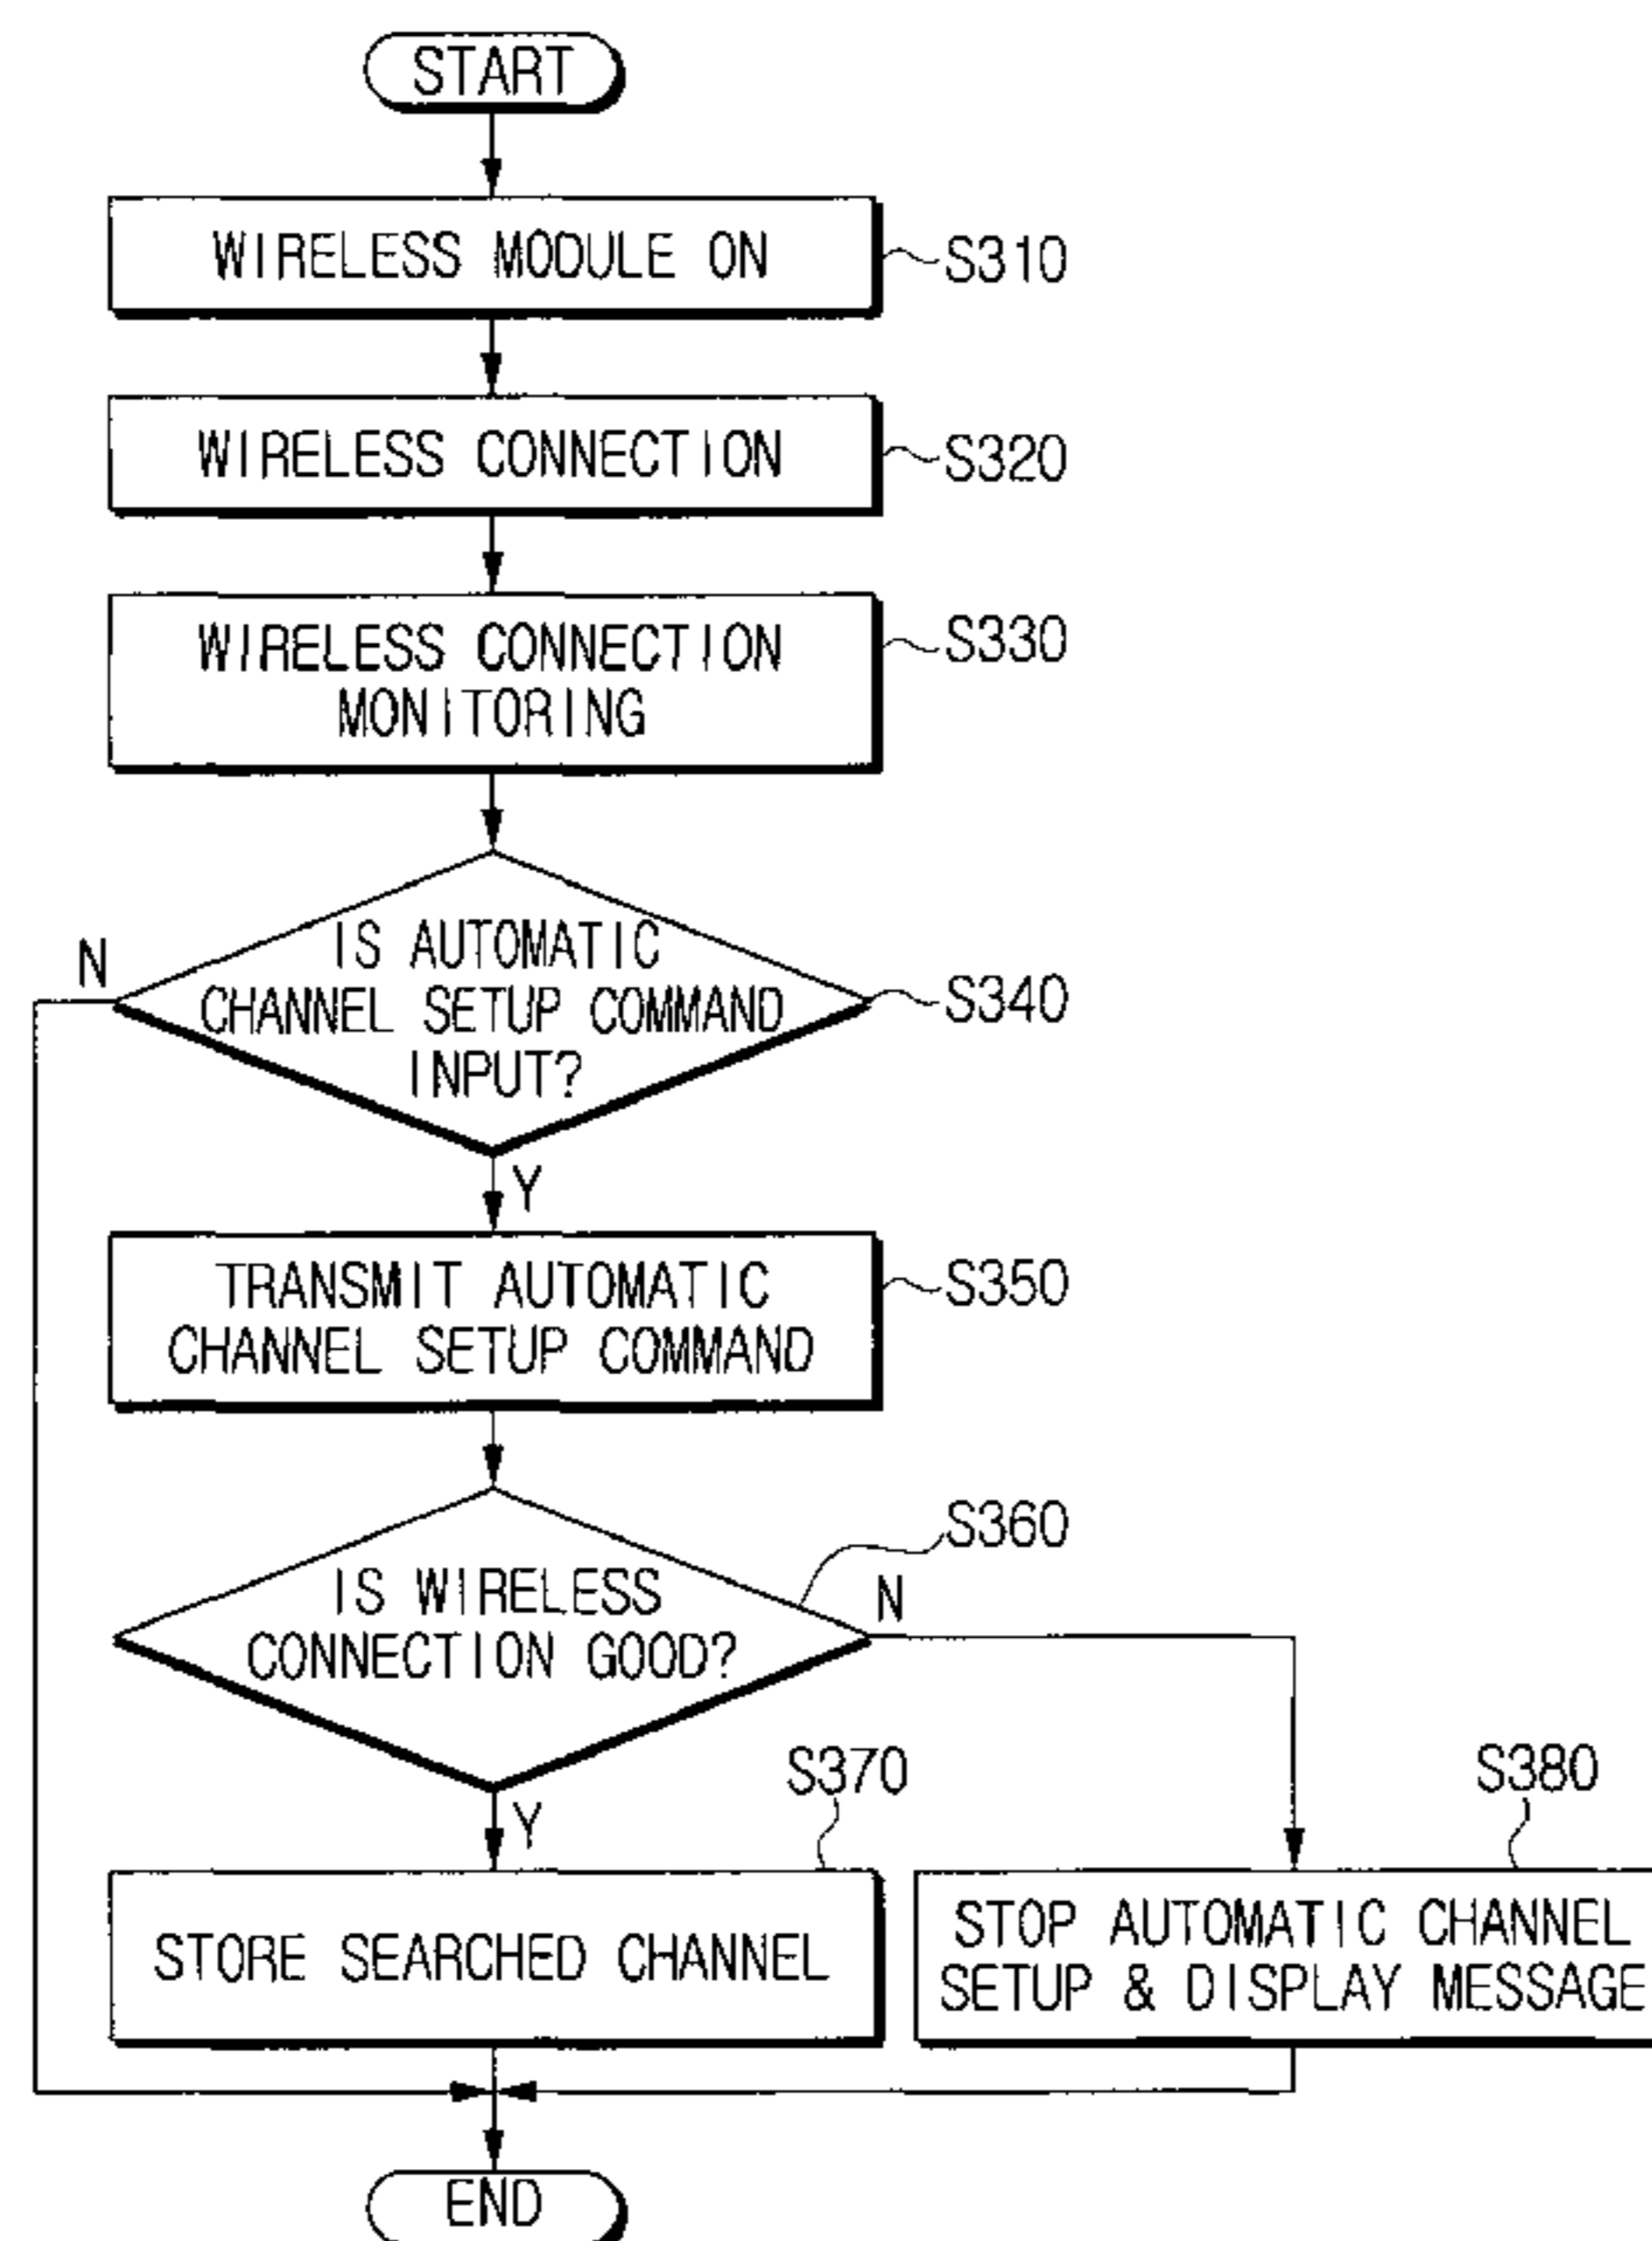 START
WIRELESS MODULE ON
S310
WIRELESS CONNECTION
S320
WIRELESS CONNECTION
MONITORING
S330
IS AUTOMATIC
CHANNEL SETUP COMMAND
INPUT?
N
S340
Y
TRANSMIT AUTOMATIC
CHANNEL SETUP COMMAND
S350
IS WIRELESS
CONNECTION GOOD?
S360
N
Y
S370
STORE SEARCHED CHANNEL
S380
STOP AUTOMATIC CHANNEL
SETUP & DISPLAY MESSAGE
END